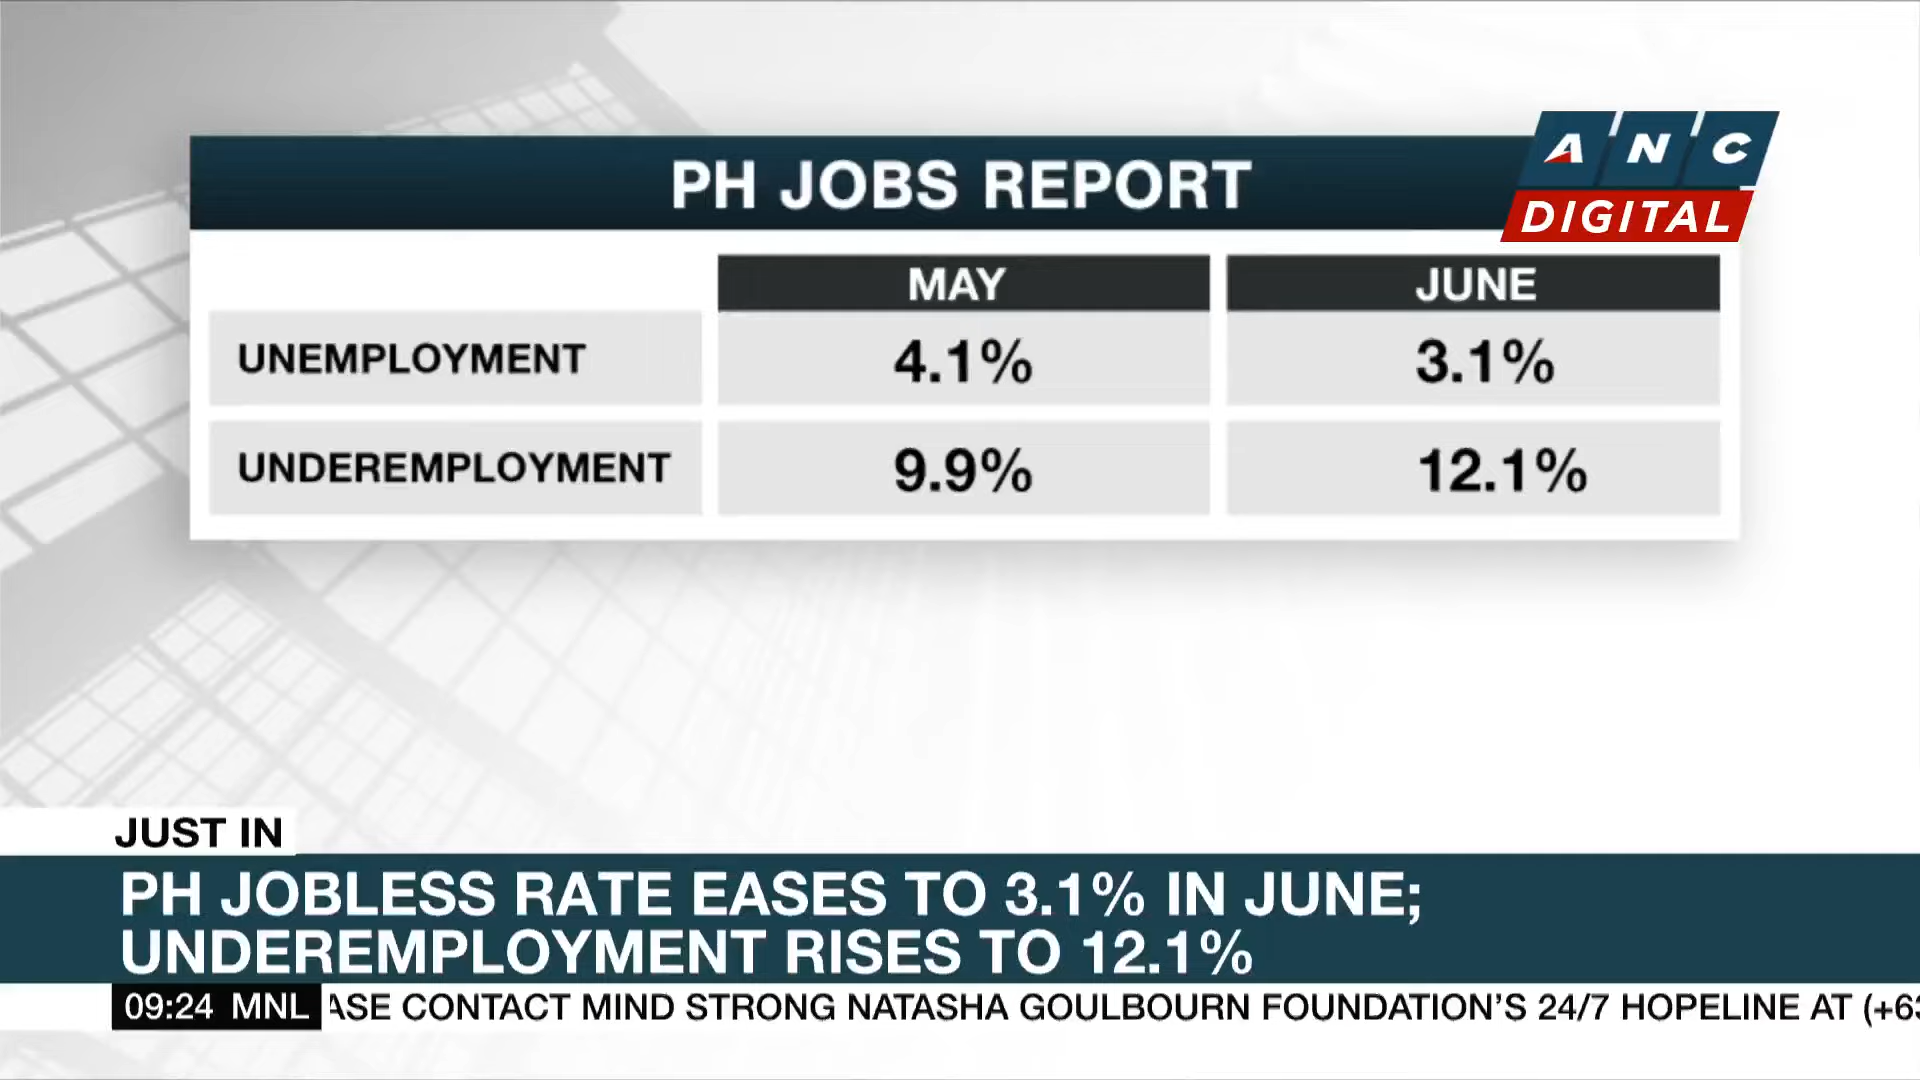 PH JOBS REPORT
ANC
DIGITAL
MAY JUNE
UNEMPLOYMENT 4.1% 3.1%
UNDEREMPLOYMENT 9.9% 12.1%
JUST IN
PH JOBLESS RATE EASES TO 3.1% IN JUNE;
UNDEREMPLOYMENT RISES TO 12.1%
09:24 MNL ASE CONTACT MIND STRONG NATASHA GOULBOURN FOUNDATION'S 24/7 HOPELINE AT (+63